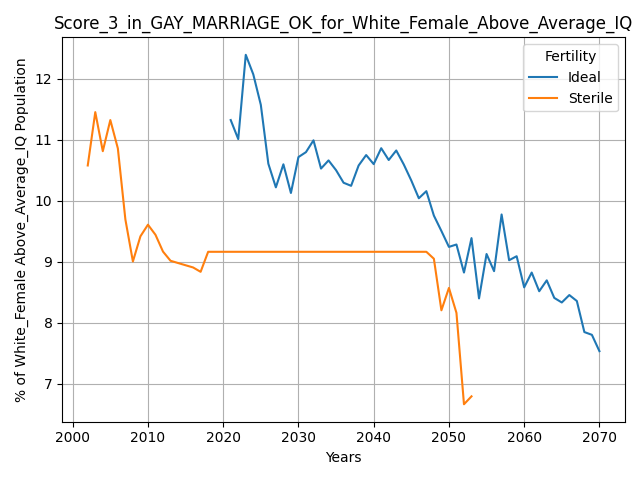 Score_3_in_GAY_MARRIAGE_OK_for_White_Female_Above_Average_IQ
% of White_Female Above_Average_IQ Population
12
11
10
9
8
7
Fertility
Ideal
Sterile
2000 2010 2020 2030 2040 2050 2060 2070
Years